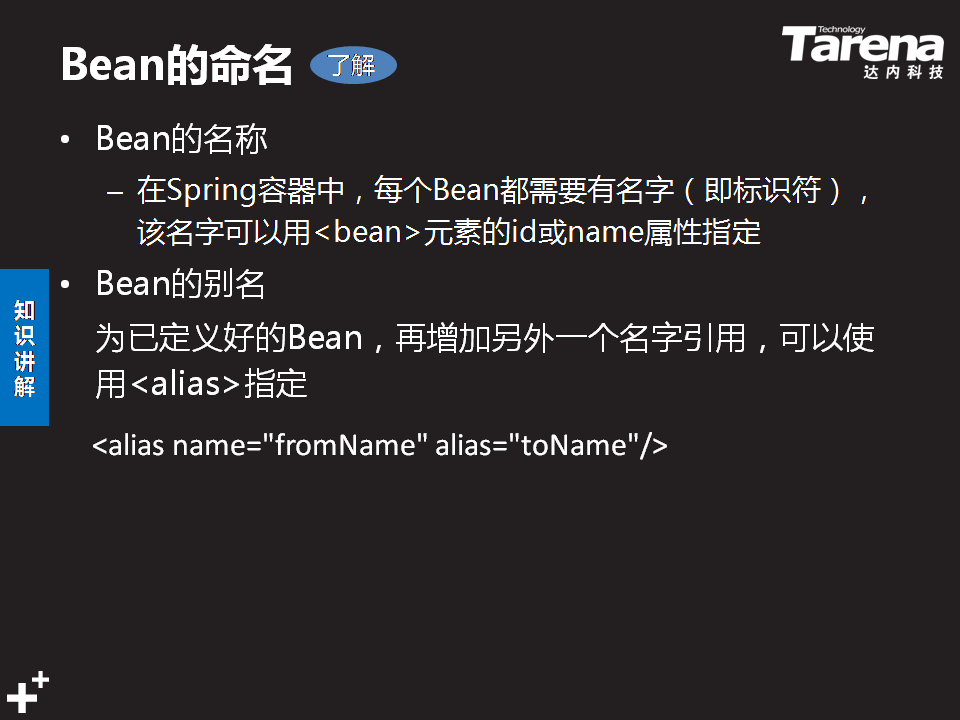 Bean的命名 了解
Technology
Tarena
达内科技
• Bean的名称
– 在Spring容器中，每个Bean都需要有名字（即标识符），
该名字可以用<bean>元素的id或name属性指定
• Bean的别名
为已定义好的Bean，再增加另外一个名字引用，可以使
用<alias>指定
<alias name="fromName" alias="toName"/>
知
识
讲
解